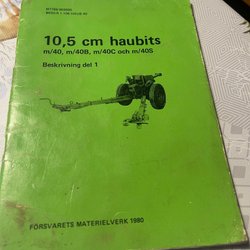 10,5 cm haubits
m/40, m/40B, m/40C och m/40S
Beskrivning del 1
FÖRSVARETS MATERIELVERK 1980